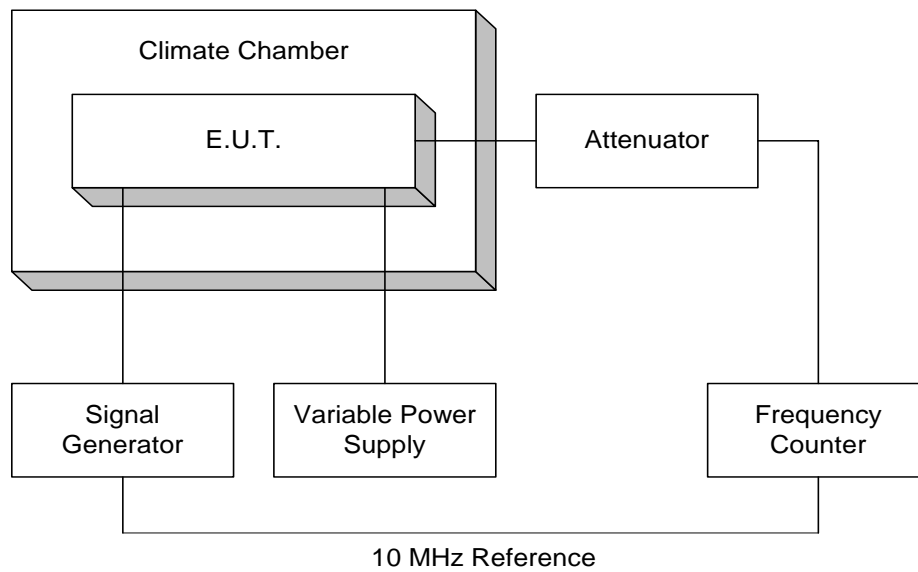 Climate Chamber
E.U.T.
Attenuator
Signal
Generator
Variable Power
Supply
Frequency
Counter
10 MHz Reference